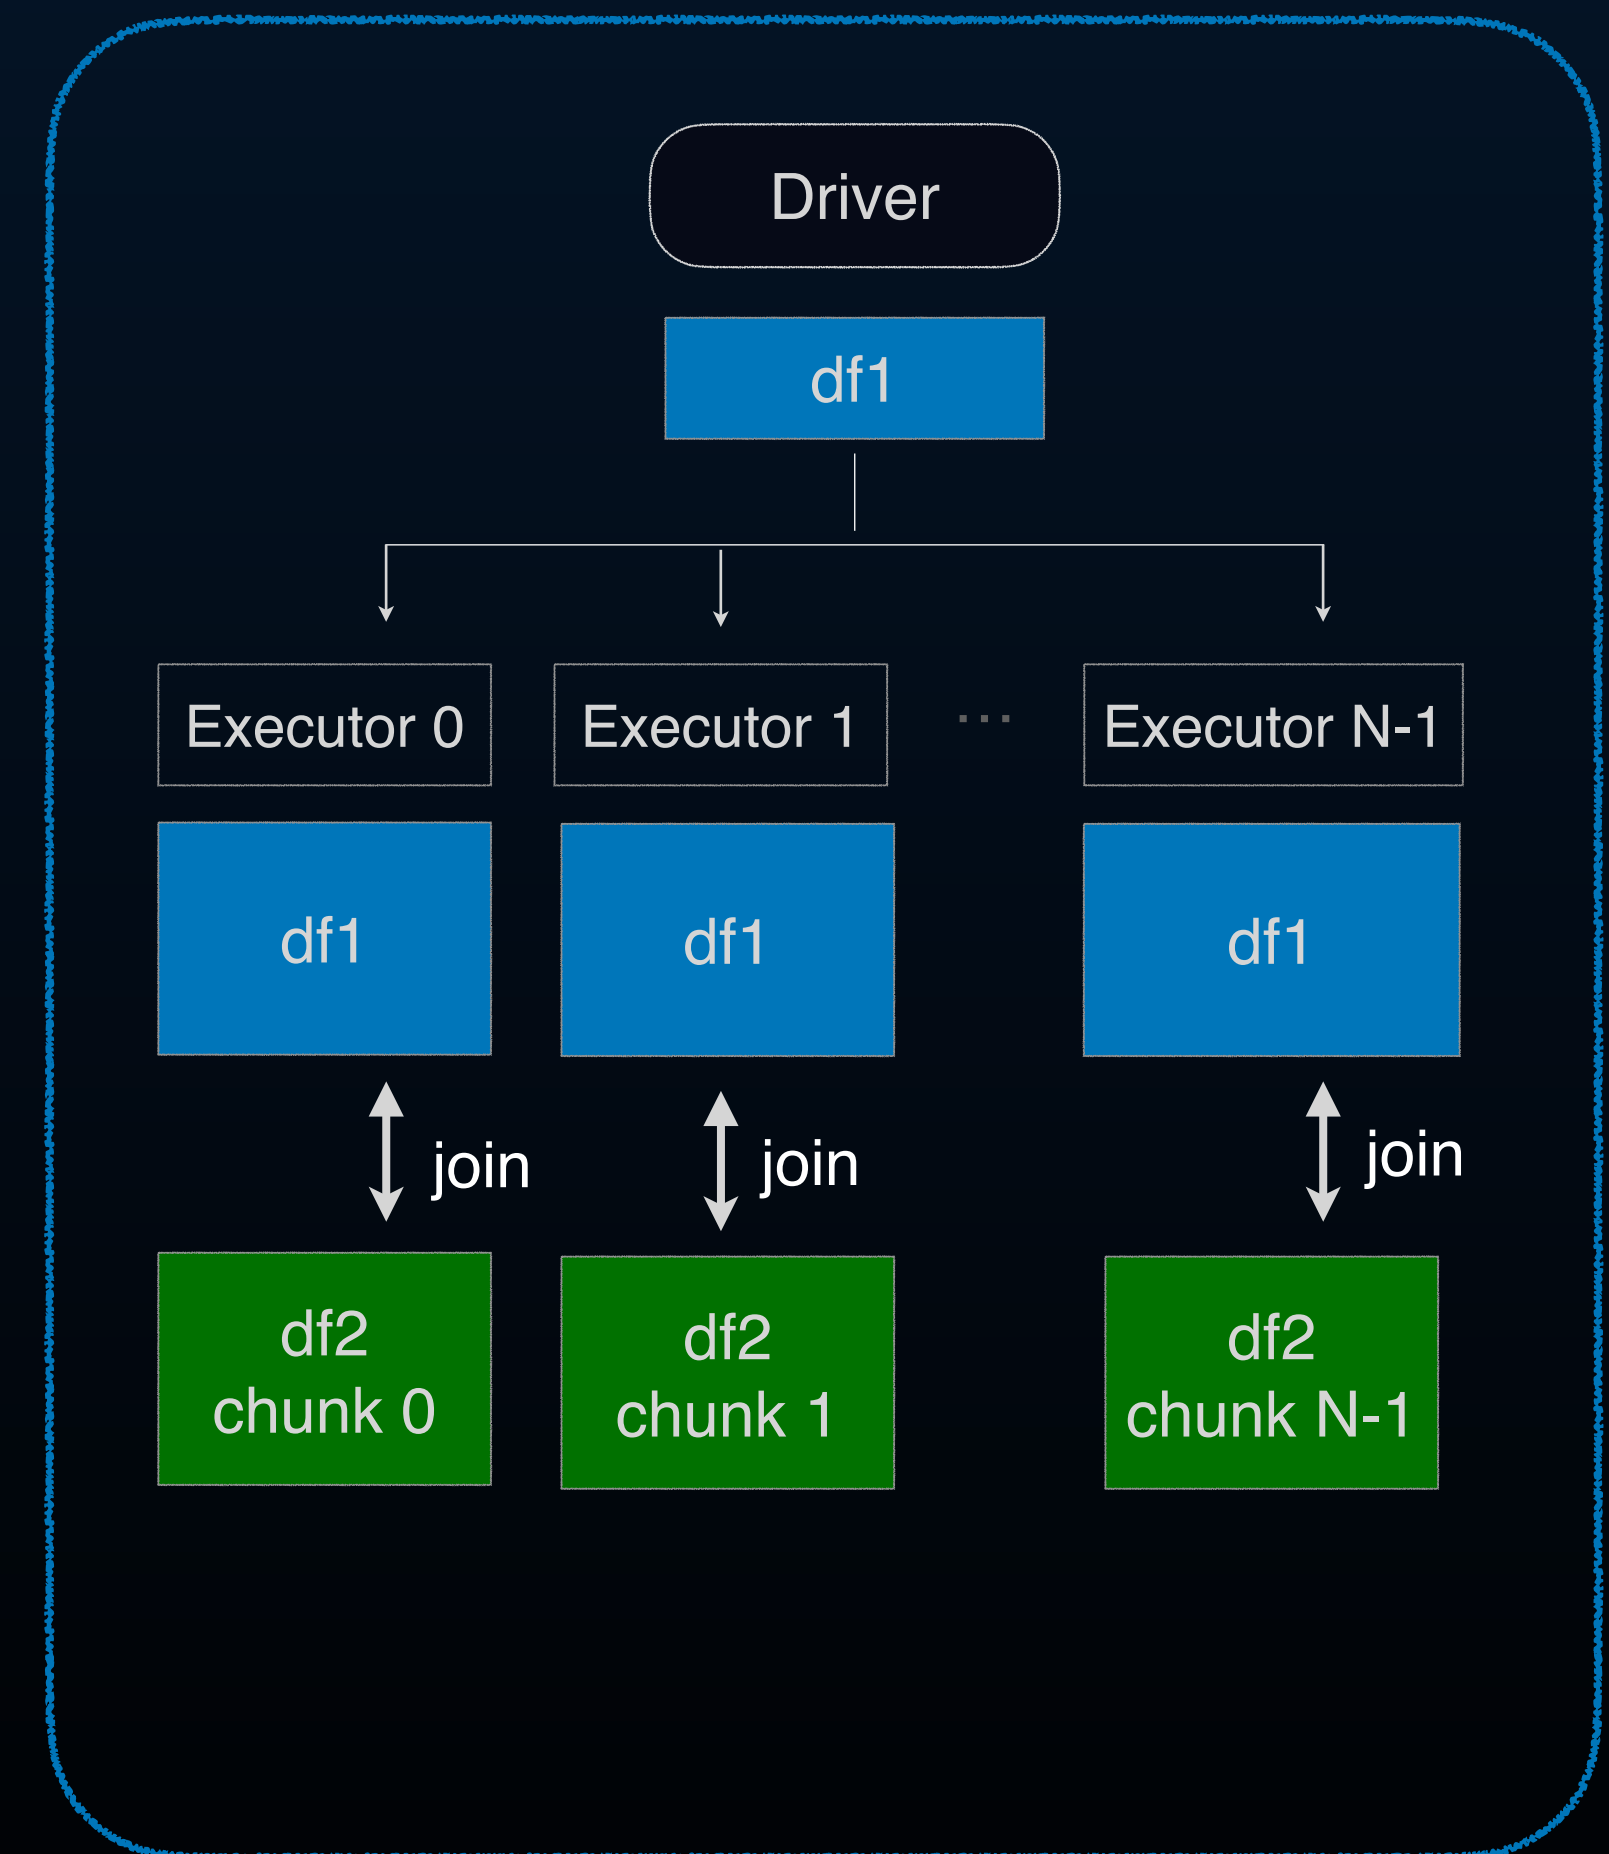 Driver
df1
Executor 0
Executor 1
...
Executor N-1
df1
df1
df1
join
join
join
df2
chunk 0
df2
chunk 1
df2
chunk N-1